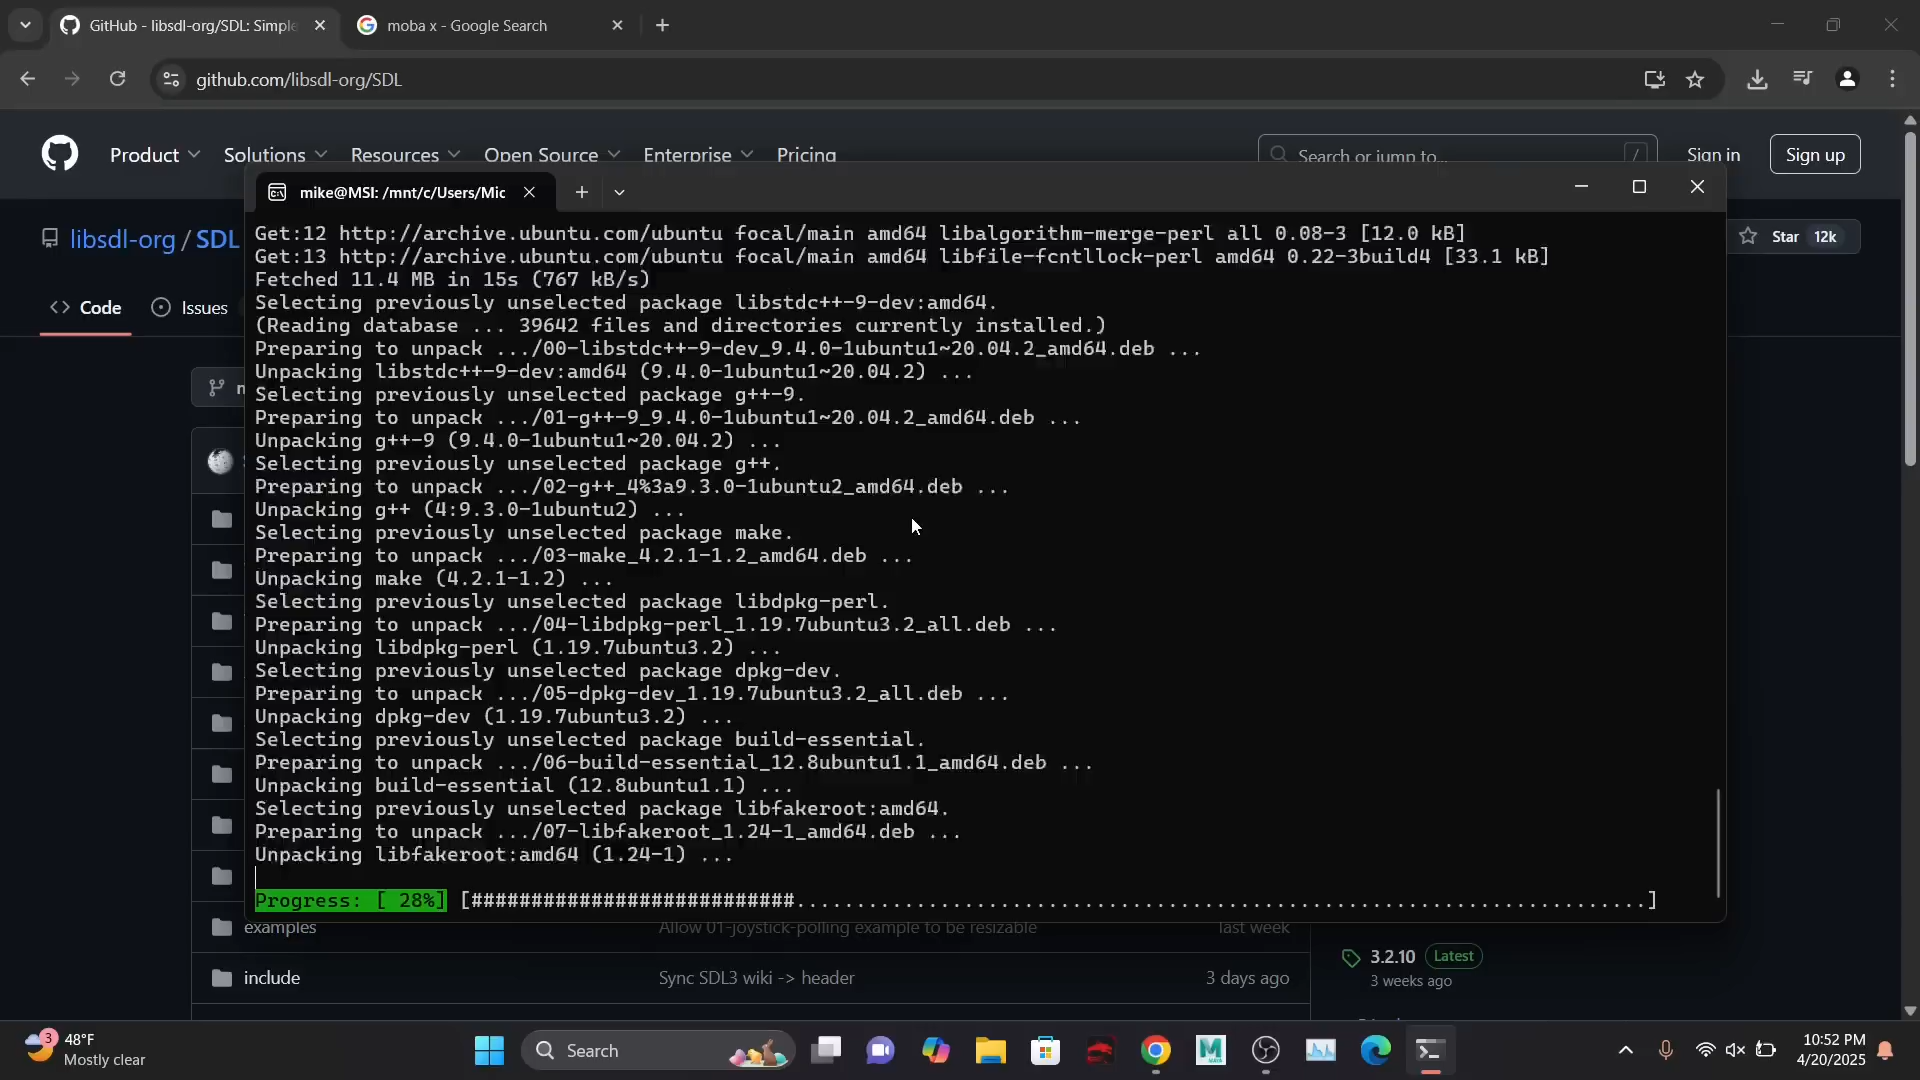 GitHub - libsdl-org/SDL: Simple
moba x - Google Search
github.com/libsdl-org/SDL
Product
Solutions
Resources
Open Source
Enterprise
Pricing
Search or jump to...
/
Sign in
Sign up
libsdl-org / SDL
Star 12k
Code
Issues
mike@MSI: /mnt/c/Users/Mic
Get:12 http://archive.ubuntu.com/ubuntu focal/main amd64 libalgorithm-merge-perl all 0.08-3 [12.0 kB]
Get:13 http://archive.ubuntu.com/ubuntu focal/main amd64 libfile-fcntllock-perl amd64 0.22-3build4 [33.1 kB]
Fetched 11.4 MB in 15s (767 kB/s)
Selecting previously unselected package libstdc++-9-dev:amd64.
(Reading database ... 39642 files and directories currently installed.)
Preparing to unpack .../00-libstdc++-9-dev_9.4.0-1ubuntu1~20.04.2_amd64.deb ...
Unpacking libstdc++-9-dev:amd64 (9.4.0-1ubuntu1~20.04.2) ...
Selecting previously unselected package g++-9.
Preparing to unpack .../01-g++-9_9.4.0-1ubuntu1~20.04.2_amd64.deb ...
Unpacking g++-9 (9.4.0-1ubuntu1~20.04.2) ...
Selecting previously unselected package g++.
Preparing to unpack .../02-g++_4%3a9.3.0-1ubuntu2_amd64.deb ...
Unpacking g++ (4:9.3.0-1ubuntu2) ...
Selecting previously unselected package make.
Preparing to unpack .../03-make_4.2.1-1.2_amd64.deb ...
Unpacking make (4.2.1-1.2) ...
Selecting previously unselected package libdpkg-perl.
Preparing to unpack .../04-libdpkg-perl_1.19.7ubuntu3.2_all.deb ...
Unpacking libdpkg-perl (1.19.7ubuntu3.2) ...
Selecting previously unselected package dpkg-dev.
Preparing to unpack .../05-dpkg-dev_1.19.7ubuntu3.2_all.deb ...
Unpacking dpkg-dev (1.19.7ubuntu3.2) ...
Selecting previously unselected package build-essential.
Preparing to unpack .../06-build-essential_12.8ubuntu1.1_amd64.deb ...
Unpacking build-essential (12.8ubuntu1.1) ...
Selecting previously unselected package libfakeroot:amd64.
Preparing to unpack .../07-libfakeroot_1.24-1_amd64.deb ...
Unpacking libfakeroot:amd64 (1.24-1) ...
Progress: [ 28%] [###########################.......................................................................]
examples
Allow 01-joystick-polling example to be resizable
last week
include
Sync SDL3 wiki -> header
3 days ago
3.2.10 Latest
3 weeks ago
3
48°F
Mostly clear
Search
10:52 PM
4/20/2025